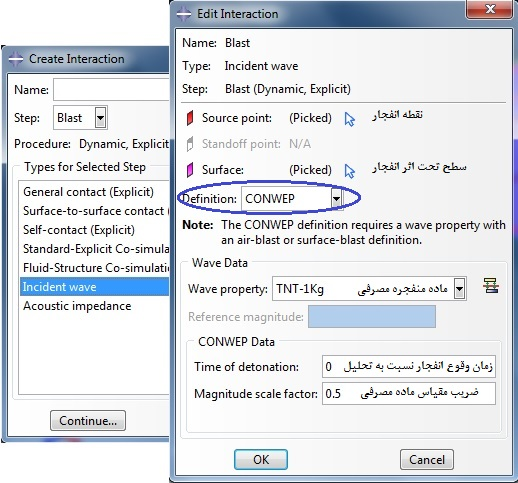 Create Interaction
Name:
Step: Blast
Procedure: Dynamic, Explicit
Types for Selected Step
General contact (Explicit)
Surface-to-surface contact (
Self-contact (Explicit)
Standard-Explicit Co-simula
Fluid-Structure Co-simulatio
Incident wave
Acoustic impedance
Continue...
Edit Interaction
Name: Blast
Type: Incident wave
Step: Blast (Dynamic, Explicit)
Source point: (Picked) نقطه انفجار
Standoff point: N/A
Surface: (Picked) سطح تحت اثر انفجار
Definition: CONWEP
Note: The CONWEP definition requires a wave property with
an air-blast or surface-blast definition.
Wave Data
Wave property: TNT-1Kg ماده منفجره مصرفی
Reference magnitude:
CONWEP Data
Time of detonation: 0 زمان وقوع انفجار نسبت به تحلیل
Magnitude scale factor: 0.5 ضریب مقیاس ماده مصرفی
OK Cancel